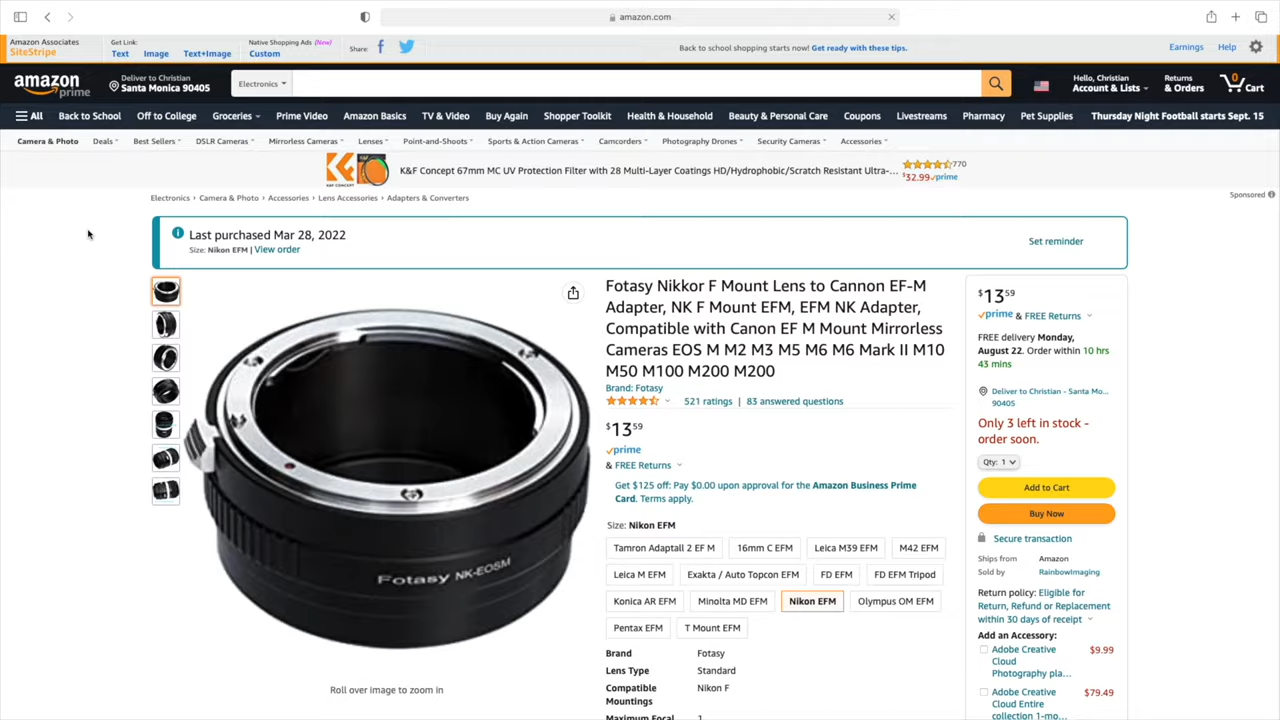 amazon.com
Amazon Associates
SiteStripe
Get Link:
Text Image Text+Image
Native Shopping Ads (New!)
Custom
Share:
Back to school shopping starts now! Get ready with these tips.
Earnings Help
amazon
prime
Deliver to Christian
Santa Monica 90405
Electronics
Hello, Christian
Account & Lists
Returns
& Orders
0
Cart
All Back to School Off to College Groceries Prime Video Amazon Basics TV & Video Buy Again Shopper Toolkit Health & Household Beauty & Personal Care Coupons Livestreams Pharmacy Pet Supplies Thursday Night Football starts Sept. 15
Camera & Photo Deals Best Sellers DSLR Cameras Mirrorless Cameras Lenses Point-and-Shoots Sports & Action Cameras Camcorders Photography Drones Security Cameras Accessories
K&F CONCEPT
K&F Concept 67mm MC UV Protection Filter with 28 Multi-Layer Coatings HD/Hydrophobic/Scratch Resistant Ultra-...
770
$32.99 prime
Sponsored
Electronics › Camera & Photo › Accessories › Lens Accessories › Adapters & Converters
Last purchased Mar 28, 2022
Size: Nikon EFM | View order
Set reminder
Fotasy NK-EOSM
Roll over image to zoom in
Fotasy Nikkor F Mount Lens to Cannon EF-M
Adapter, NK F Mount EFM, EFM NK Adapter,
Compatible with Canon EF M Mount Mirrorless
Cameras EOS M M2 M3 M5 M6 M6 Mark II M10
M50 M100 M200 M200
Brand: Fotasy
521 ratings | 83 answered questions
$13 59
prime
& FREE Returns
Get $125 off: Pay $0.00 upon approval for the Amazon Business Prime
Card. Terms apply.
Size: Nikon EFM
Tamron Adaptall 2 EF M 16mm C EFM Leica M39 EFM M42 EFM
Leica M EFM Exakta / Auto Topcon EFM FD EFM FD EFM Tripod
Konica AR EFM Minolta MD EFM Nikon EFM Olympus OM EFM
Pentax EFM T Mount EFM
Brand Fotasy
Lens Type Standard
Compatible Nikon F
Mountings
Maximum Focal 1
$13 59
prime & FREE Returns
FREE delivery Monday,
August 22. Order within 10 hrs
43 mins
Deliver to Christian - Santa Mo...
90405
Only 3 left in stock -
order soon.
Qty: 1
Add to Cart
Buy Now
Secure transaction
Ships from Amazon
Sold by RainbowImaging
Return policy: Eligible for
Return, Refund or Replacement
within 30 days of receipt
Add an Accessory:
Adobe Creative $9.99
Cloud
Photography pla...
Adobe Creative $79.49
Cloud Entire
collection 1-mo...